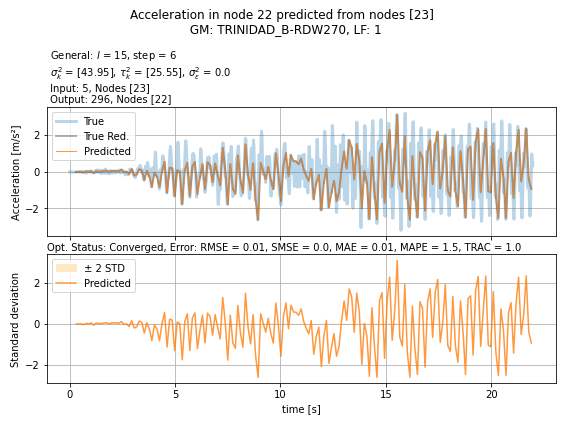 Acceleration in node 22 predicted from nodes [23]
GM: TRINIDAD_B-RDW270, LF: 1
General: l = 15, step = 6
σ²ₖ = [43.95], τ²ₖ = [25.55], σ²ε = 0.0
Input: 5, Nodes [23]
Output: 296, Nodes [22]
True
True Red.
Predicted
Acceleration [m/s²]
2
0
−2
Opt. Status: Converged, Error: RMSE = 0.01, SMSE = 0.0, MAE = 0.01, MAPE = 1.5, TRAC = 1.0
± 2 STD
Predicted
Standard deviation
2
0
−2
0
5
10
15
20
time [s]